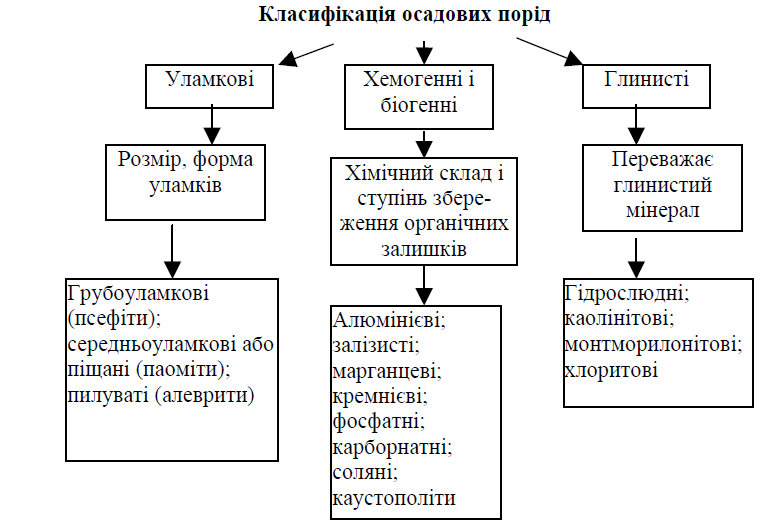 Класифікація осадових порід
Уламкові
Хемогенні і
біогенні
Глинисті
Розмір, форма
уламків
Хімічний склад і
ступінь збере-
ження органічних
залишків
Переважає
глинистий
мінерал
Грубоуламкові
(псефіти);
середньоуламкові або
піщані (паоміти);
пилуваті (алеврити)
Алюмінієві;
залізисті;
марганцеві;
кремнієві;
фосфатні;
карборнатні;
соляні;
каустополіти
Гідрослюдні;
каолінітові;
монтморилонітові;
хлоритові